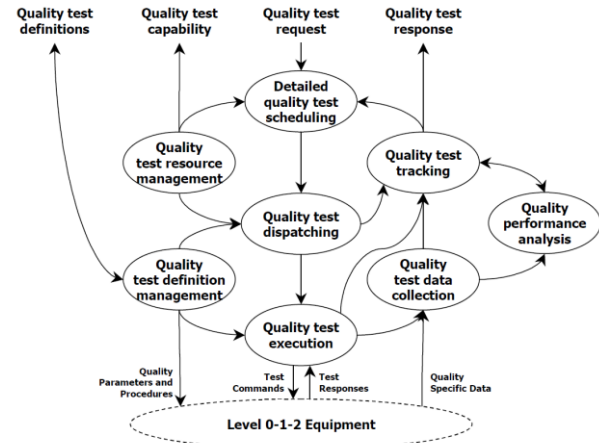 Quality test
definitions
Quality test
capability
Quality test
request
Quality test
response
Detailed
quality test
scheduling
Quality
test resource
management
Quality test
tracking
Quality test
dispatching
Quality
performance
analysis
Quality
test definition
management
Quality
test data
collection
Quality test
execution
Quality
Parameters and
Procedures
Test
Commands
Test
Responses
Quality
Specific Data
Level 0-1-2 Equipment